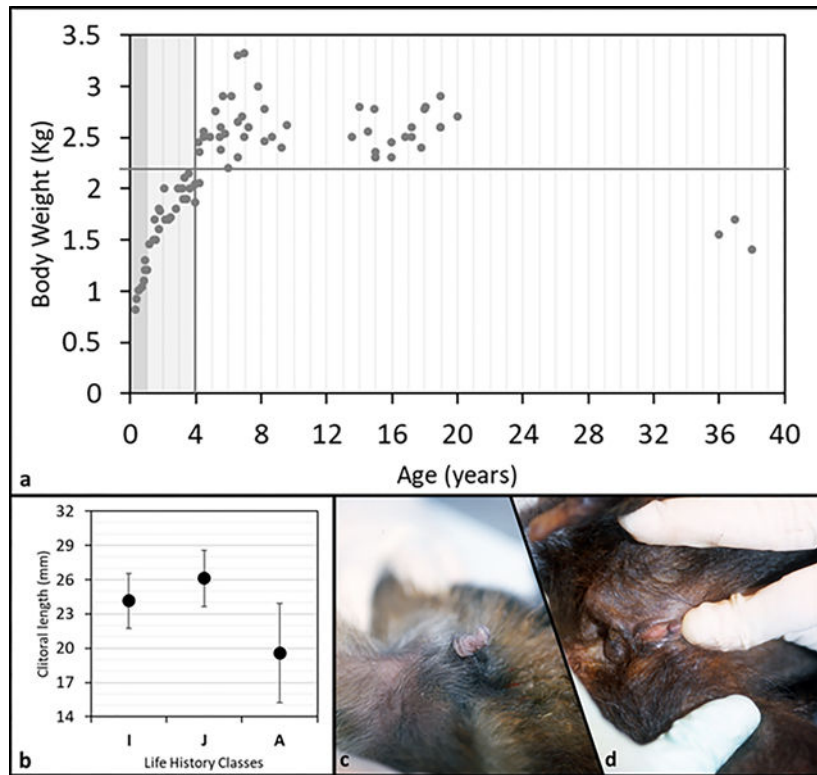 3.5
3
2.5
2
1.5
1
0.5
0
Body Weight (Kg)
0 4 8 12 16 20 24 28 32 36 40
a
Age (years)
32
29
26
23
20
17
14
Clitoral length (mm)
I J A
b
Life History Classes
c
d